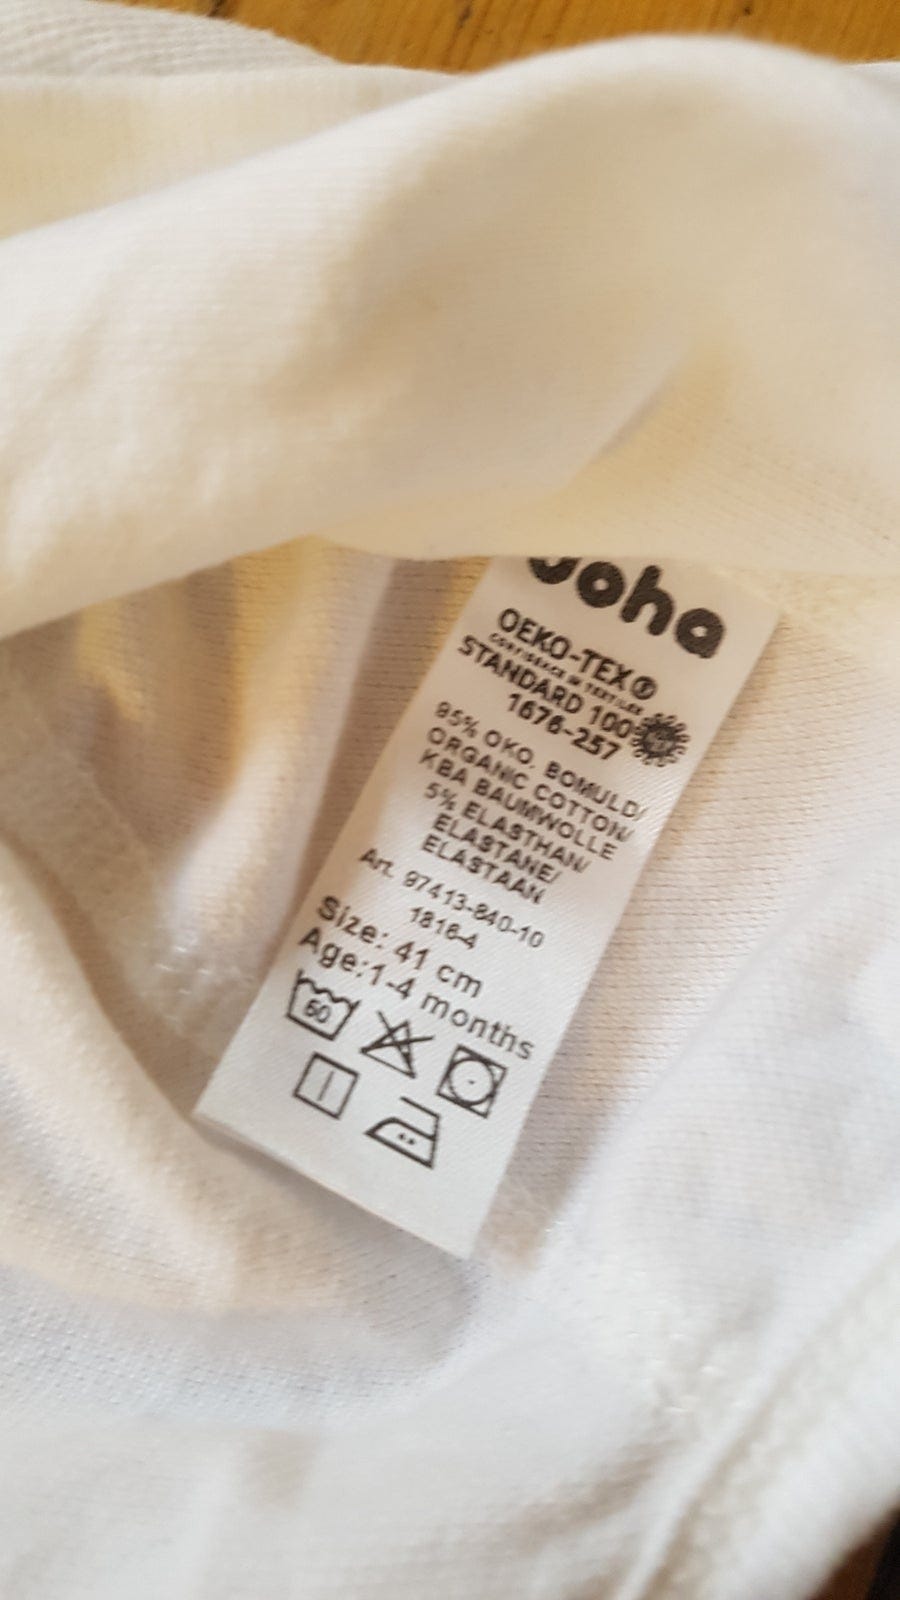 Joha
OEKO-TEX®
CONFIDENCE IN TEXTILES
STANDARD 100
1676-257
95% OKO. BOMULD/
ORGANIC COTTON/
KBA BAUMWOLLE
5% ELASTHAN/
ELASTANE/
ELASTAAN
Art. 97413-840-10
1816-4
Size: 41 cm
Age:1-4 months
60